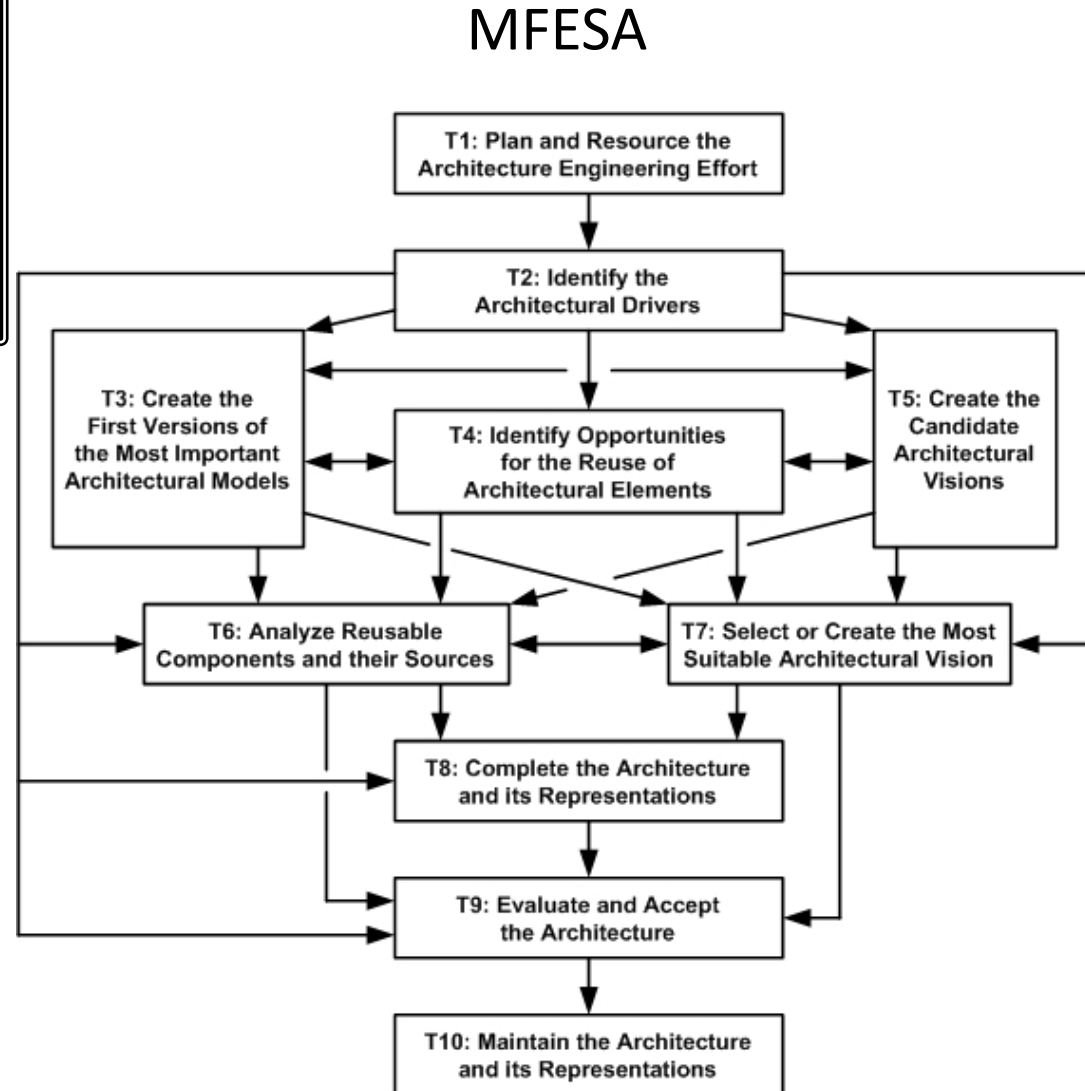 MFESA
T1: Plan and Resource the
Architecture Engineering Effort
T2: Identify the
Architectural Drivers
T3: Create the
First Versions of
the Most Important
Architectural Models
T4: Identify Opportunities
for the Reuse of
Architectural Elements
T5: Create the
Candidate
Architectural
Visions
T6: Analyze Reusable
Components and their Sources
T7: Select or Create the Most
Suitable Architectural Vision
T8: Complete the Architecture
and its Representations
T9: Evaluate and Accept
the Architecture
T10: Maintain the Architecture
and its Representations